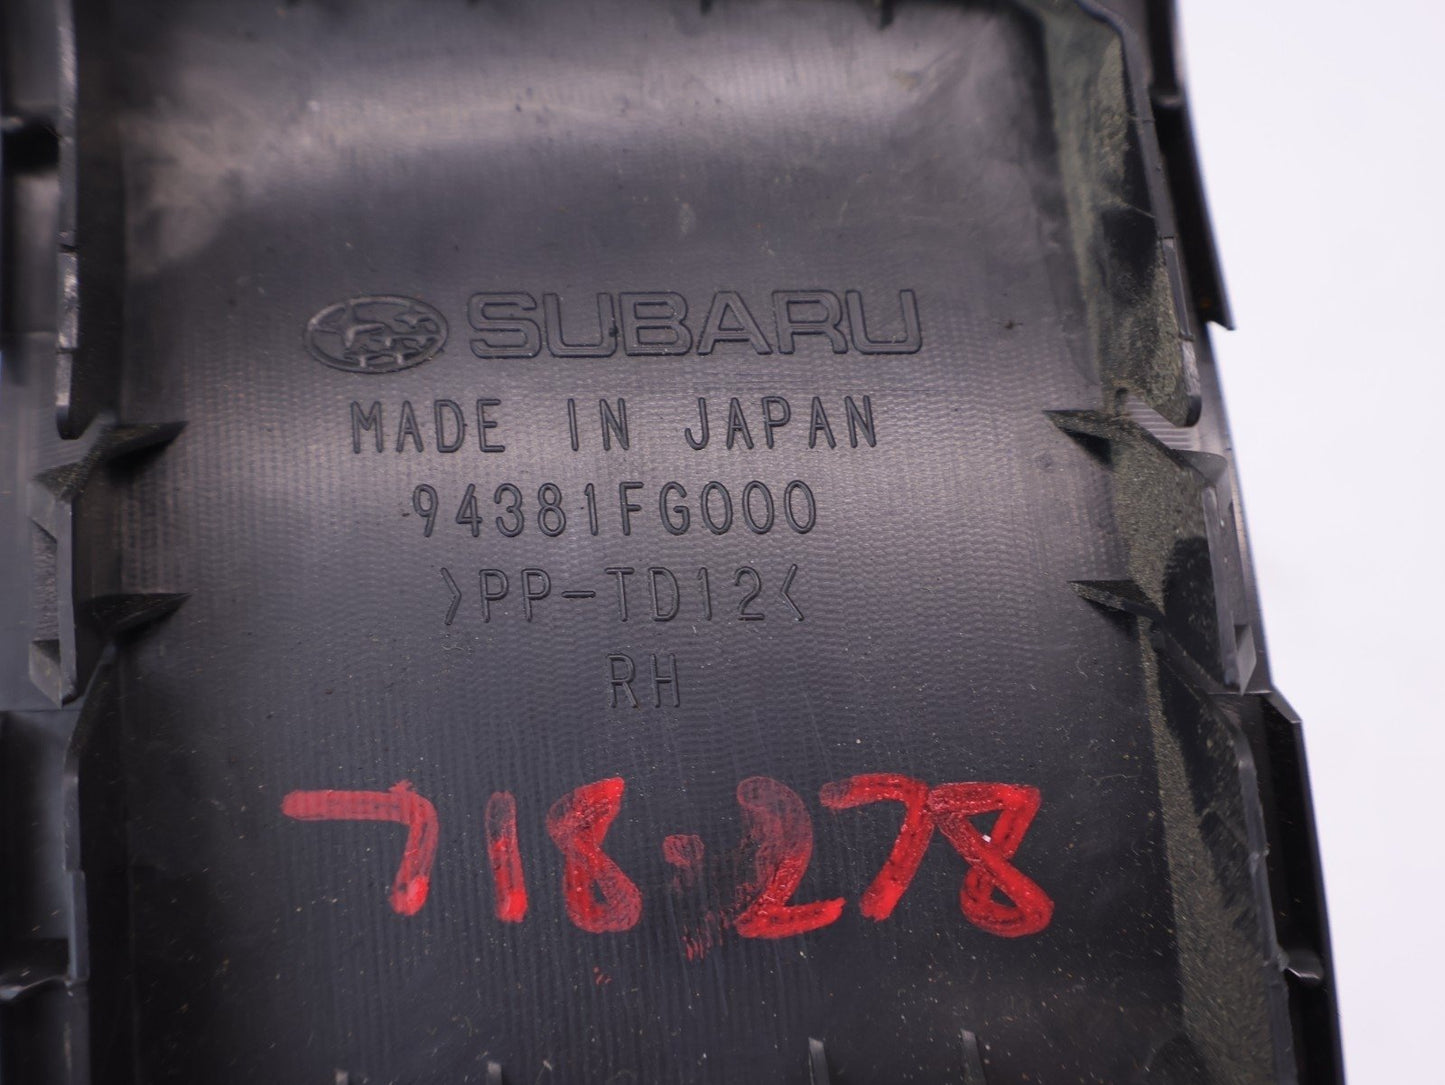 SUBARU
MADE IN JAPAN
94381FG000
>PP-TD12<
RH
718.278